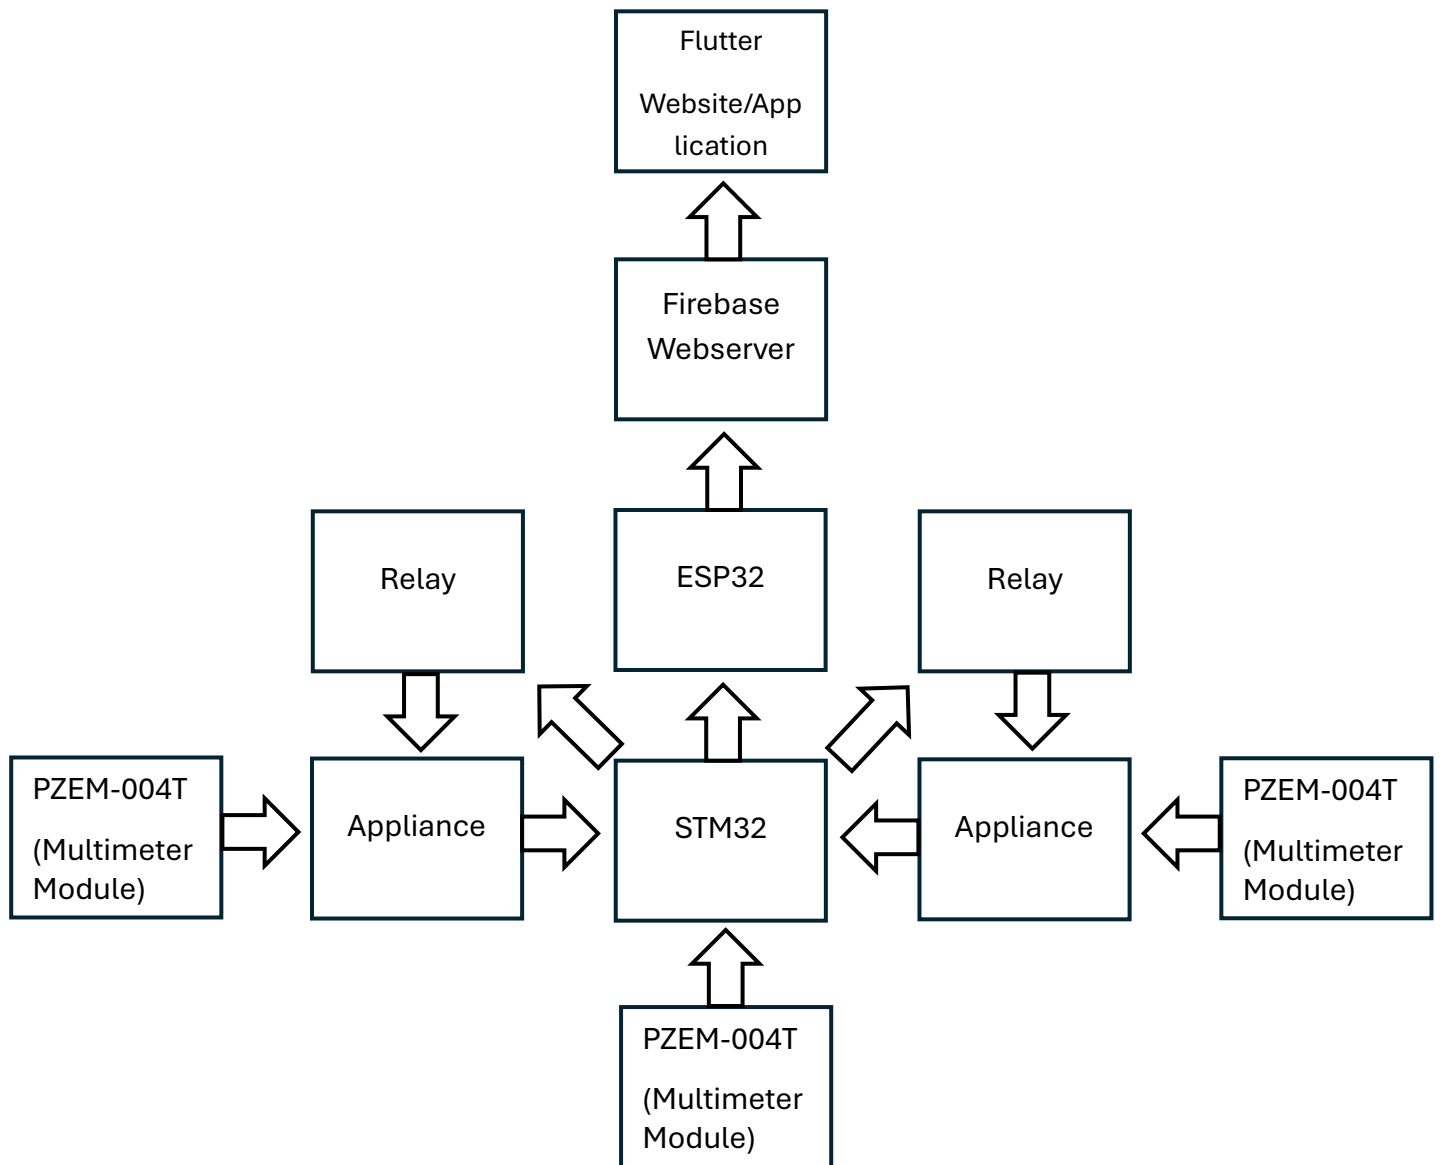 Flutter
Website/App
lication
Firebase
Webserver
Relay
ESP32
Relay
PZEM-004T
(Multimeter
Module)
Appliance
STM32
Appliance
PZEM-004T
(Multimeter
Module)
PZEM-004T
(Multimeter
Module)